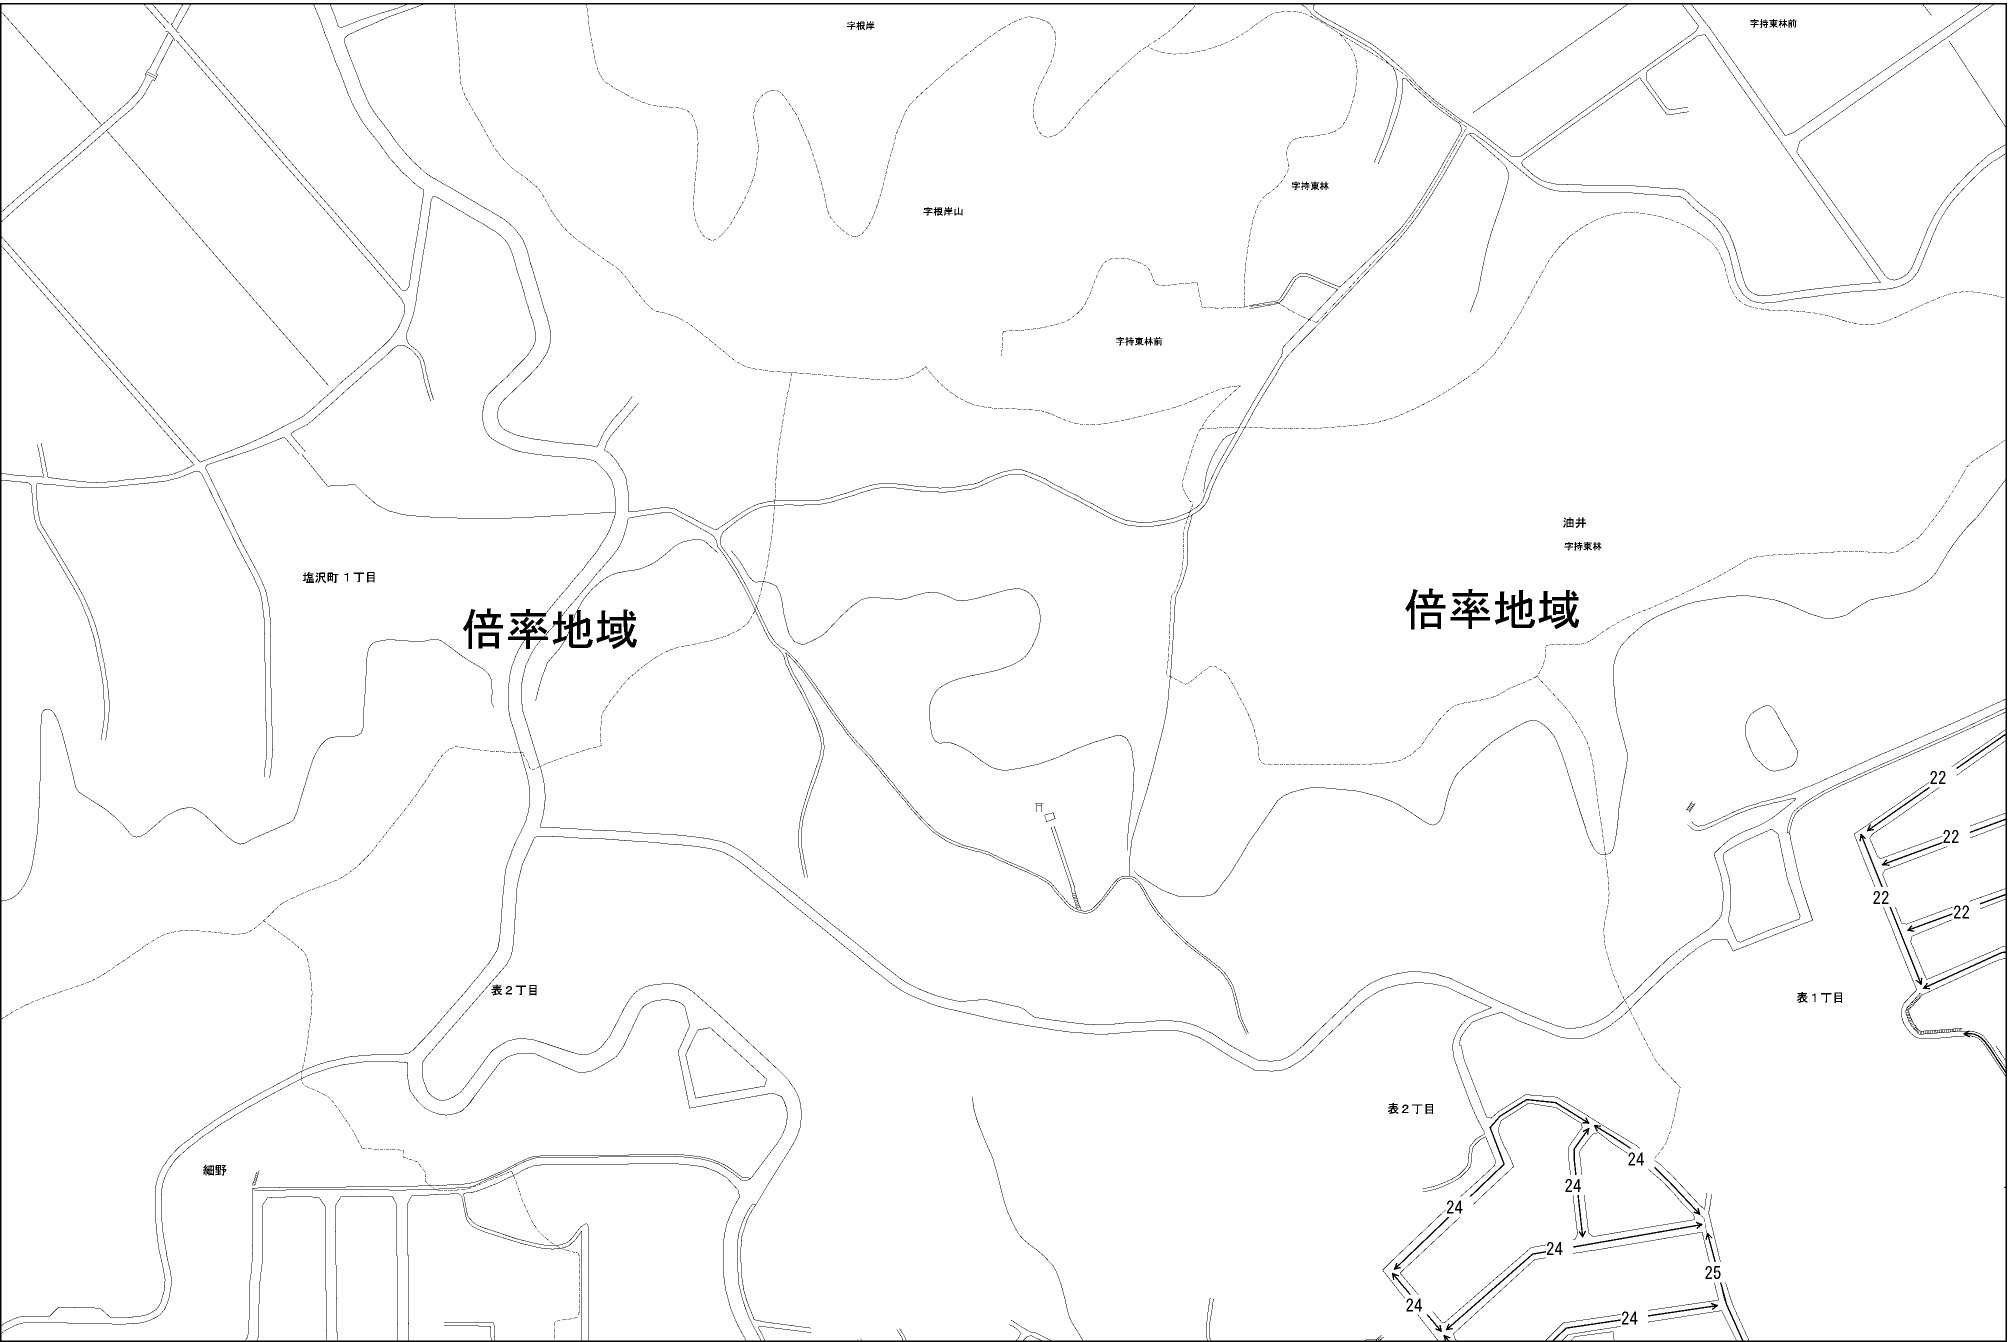 字根岸
字持東林前
字根岸山
字持東林
字持東林前
油井
字持東林
塩沢町1丁目
倍率地域
倍率地域
22
22
22
22
表2丁目
表1丁目
表2丁目
細野
24
24
24
24
25
24
24